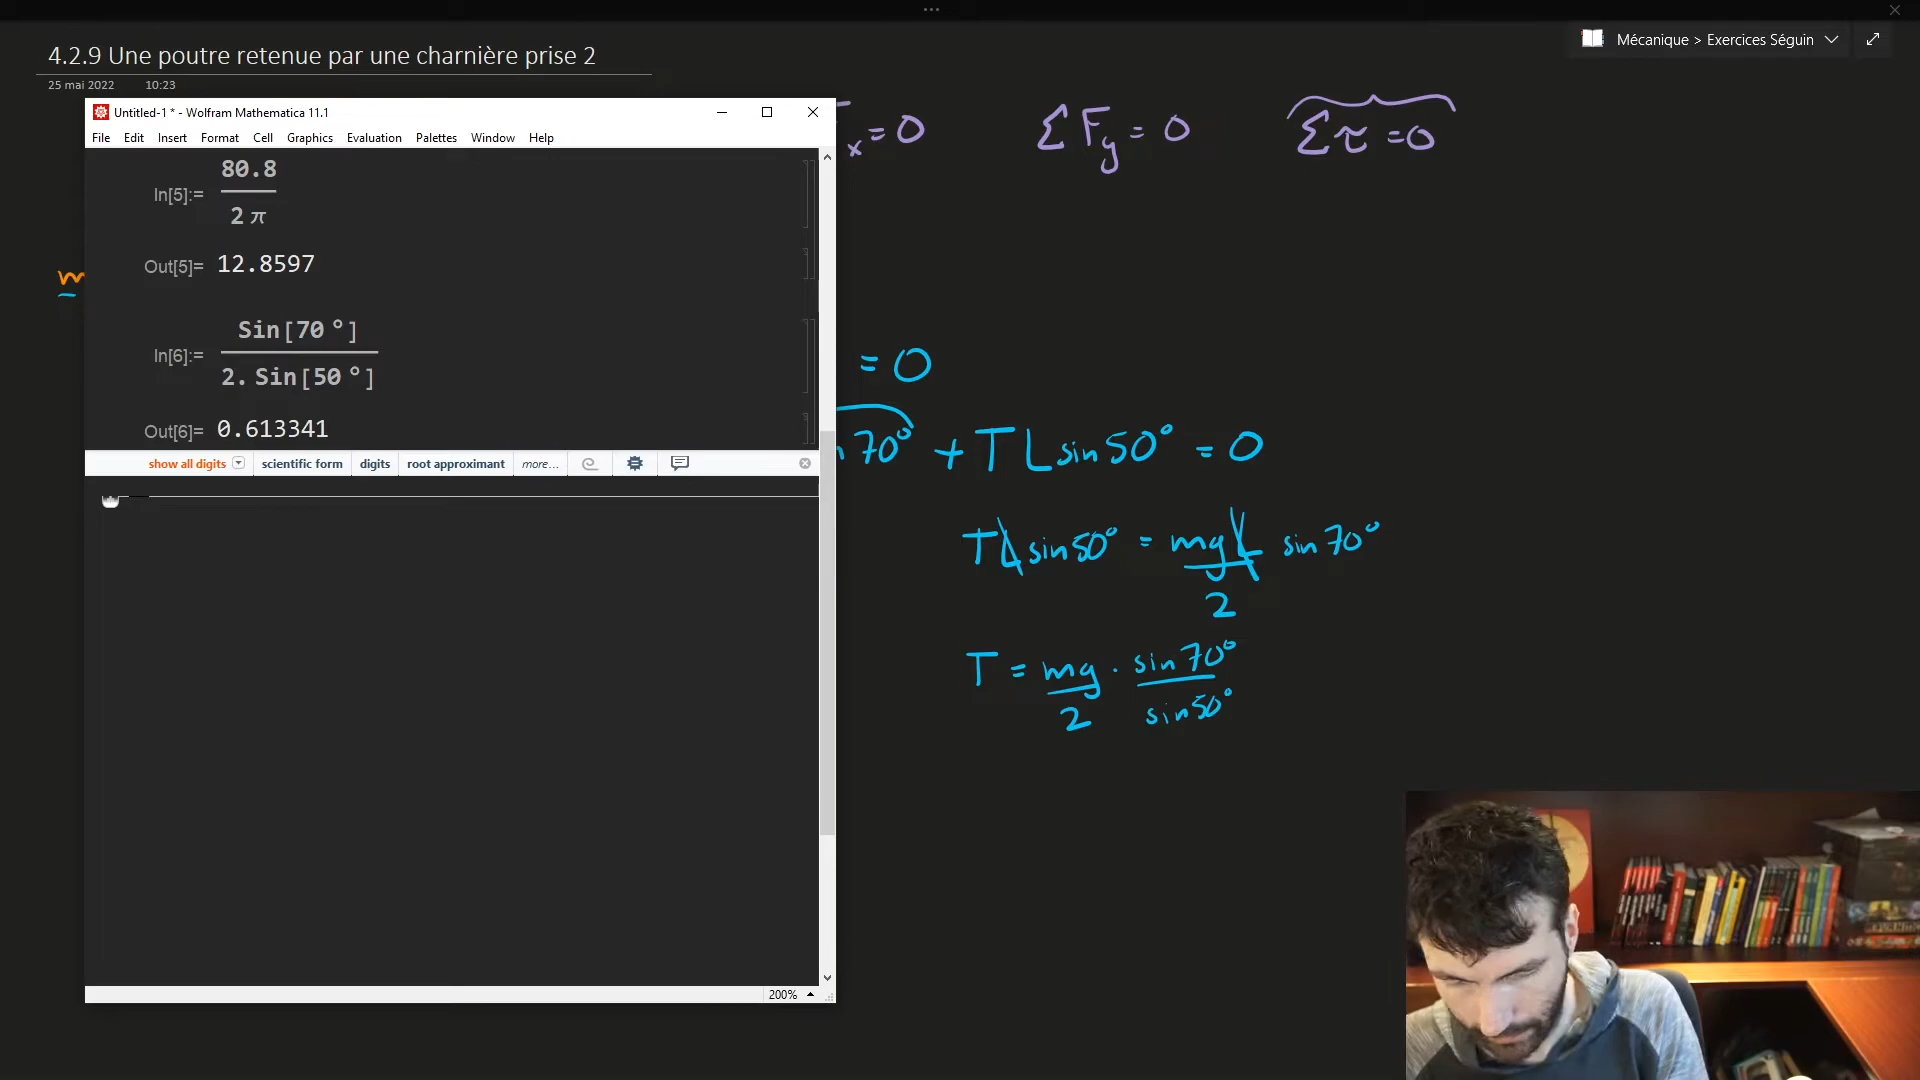 4.2.9 Une poutre retenue par une charnière prise 2
25 mai 2022 10:23
Mécanique > Exercices Séguin
Untitled-1 * - Wolfram Mathematica 11.1
File Edit Insert Format Cell Graphics Evaluation Palettes Window Help
In[5]:= 80.8
2 π
Out[5]= 12.8597
In[6]:= Sin[70 °]
2. Sin[50 °]
Out[6]= 0.613341
show all digits scientific form digits root approximant more...
200%
x = 0 ΣFy = 0 Στ = 0
m
= 0
n 70° + TL sin 50° = 0
TL sin 50° = mgL/2 sin 70°
T = mg/2 · sin 70°/sin 50°